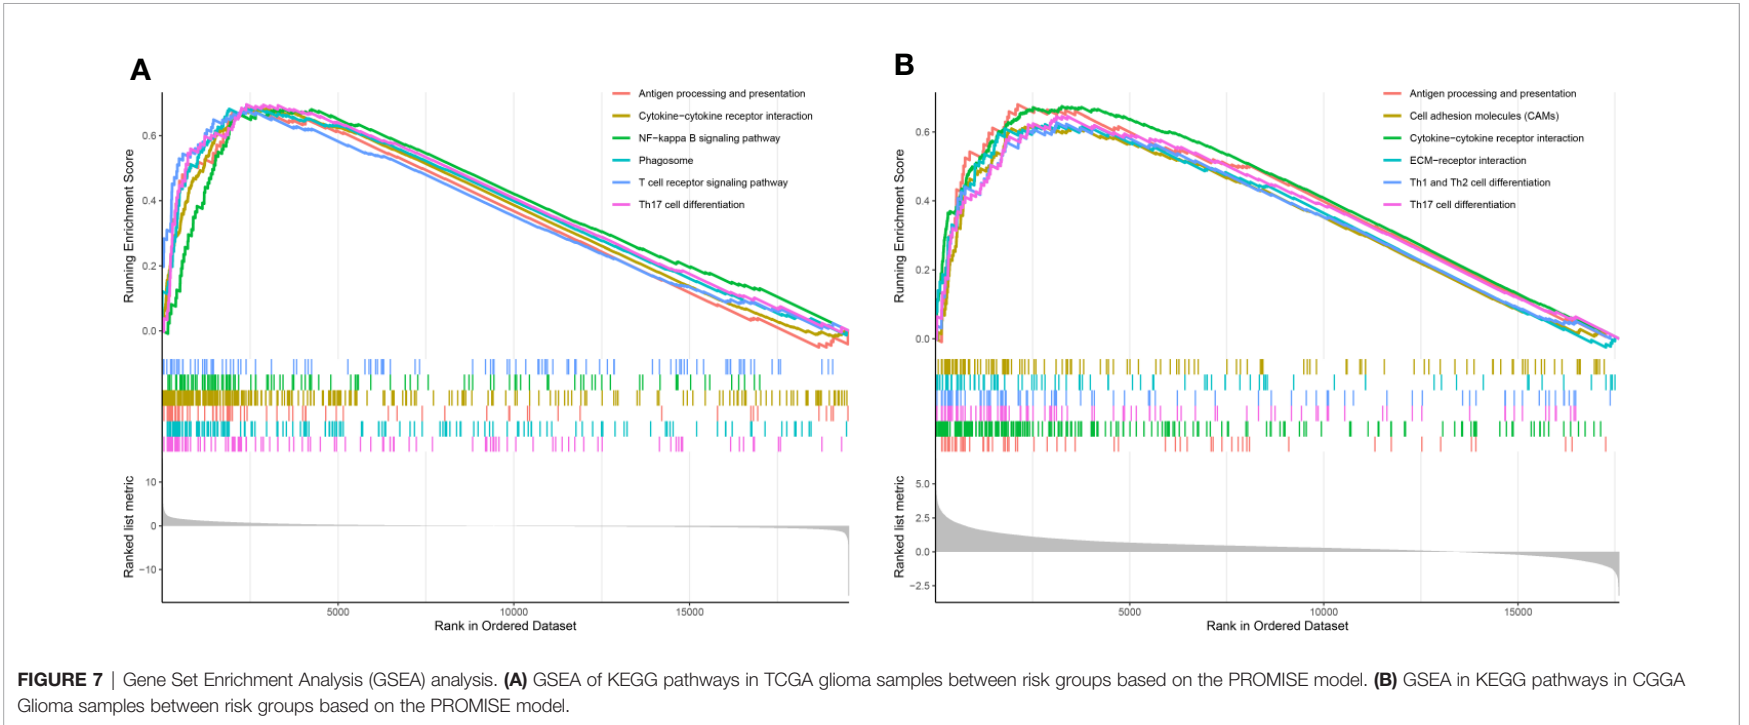 A
B
Antigen processing and presentation
Cytokine−cytokine receptor interaction
NF−kappa B signaling pathway
Phagosome
T cell receptor signaling pathway
Th17 cell differentiation
Running Enrichment Score
0.6
0.4
0.2
0.0
Ranked list metric
10
0
−10
5000
10000
15000
Rank in Ordered Dataset
Antigen processing and presentation
Cell adhesion molecules (CAMs)
Cytokine−cytokine receptor interaction
ECM−receptor interaction
Th1 and Th2 cell differentiation
Th17 cell differentiation
Running Enrichment Score
0.6
0.4
0.2
0.0
Ranked list metric
5.0
2.5
0.0
−2.5
5000
10000
15000
Rank in Ordered Dataset
FIGURE 7 | Gene Set Enrichment Analysis (GSEA) analysis. (A) GSEA of KEGG pathways in TCGA glioma samples between risk groups based on the PROMISE model. (B) GSEA in KEGG pathways in CGGA
Glioma samples between risk groups based on the PROMISE model.